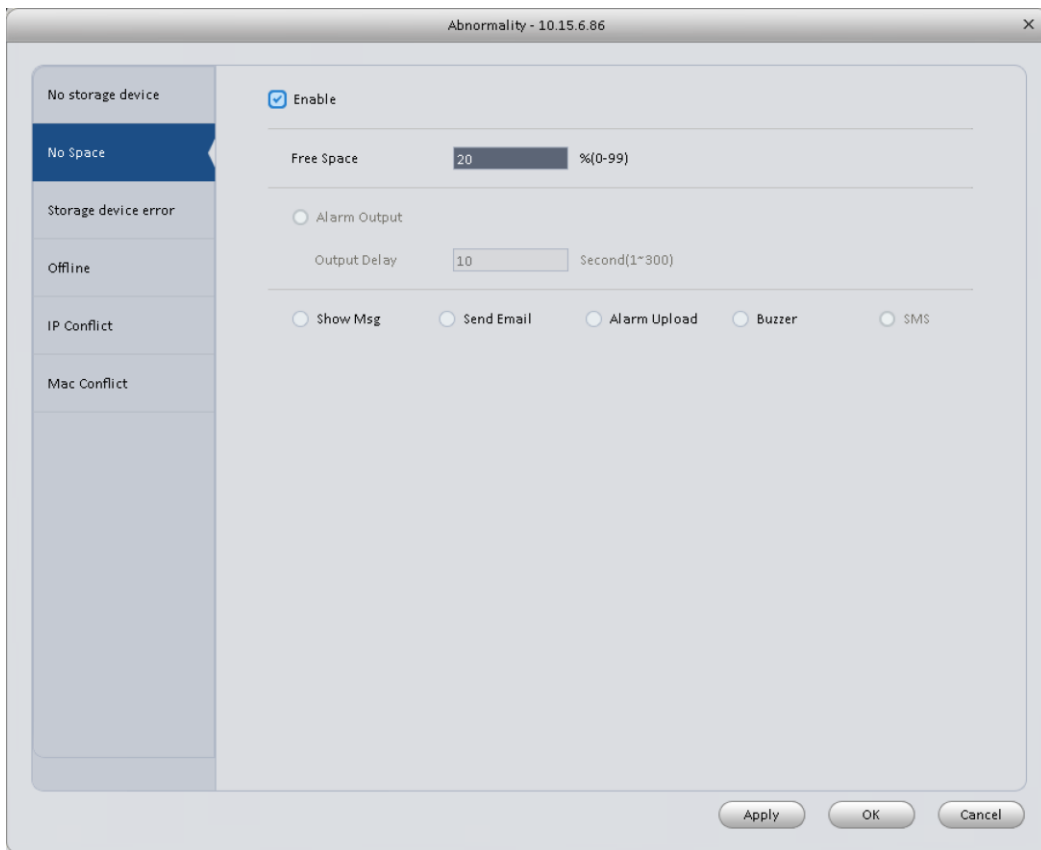 Abnormality - 10.15.6.86
No storage device
No Space
Storage device error
Offline
IP Conflict
Mac Conflict
Enable
Free Space 20 %(0-99)
Alarm Output
Output Delay 10 Second(1~300)
Show Msg Send Email Alarm Upload Buzzer SMS
Apply OK Cancel